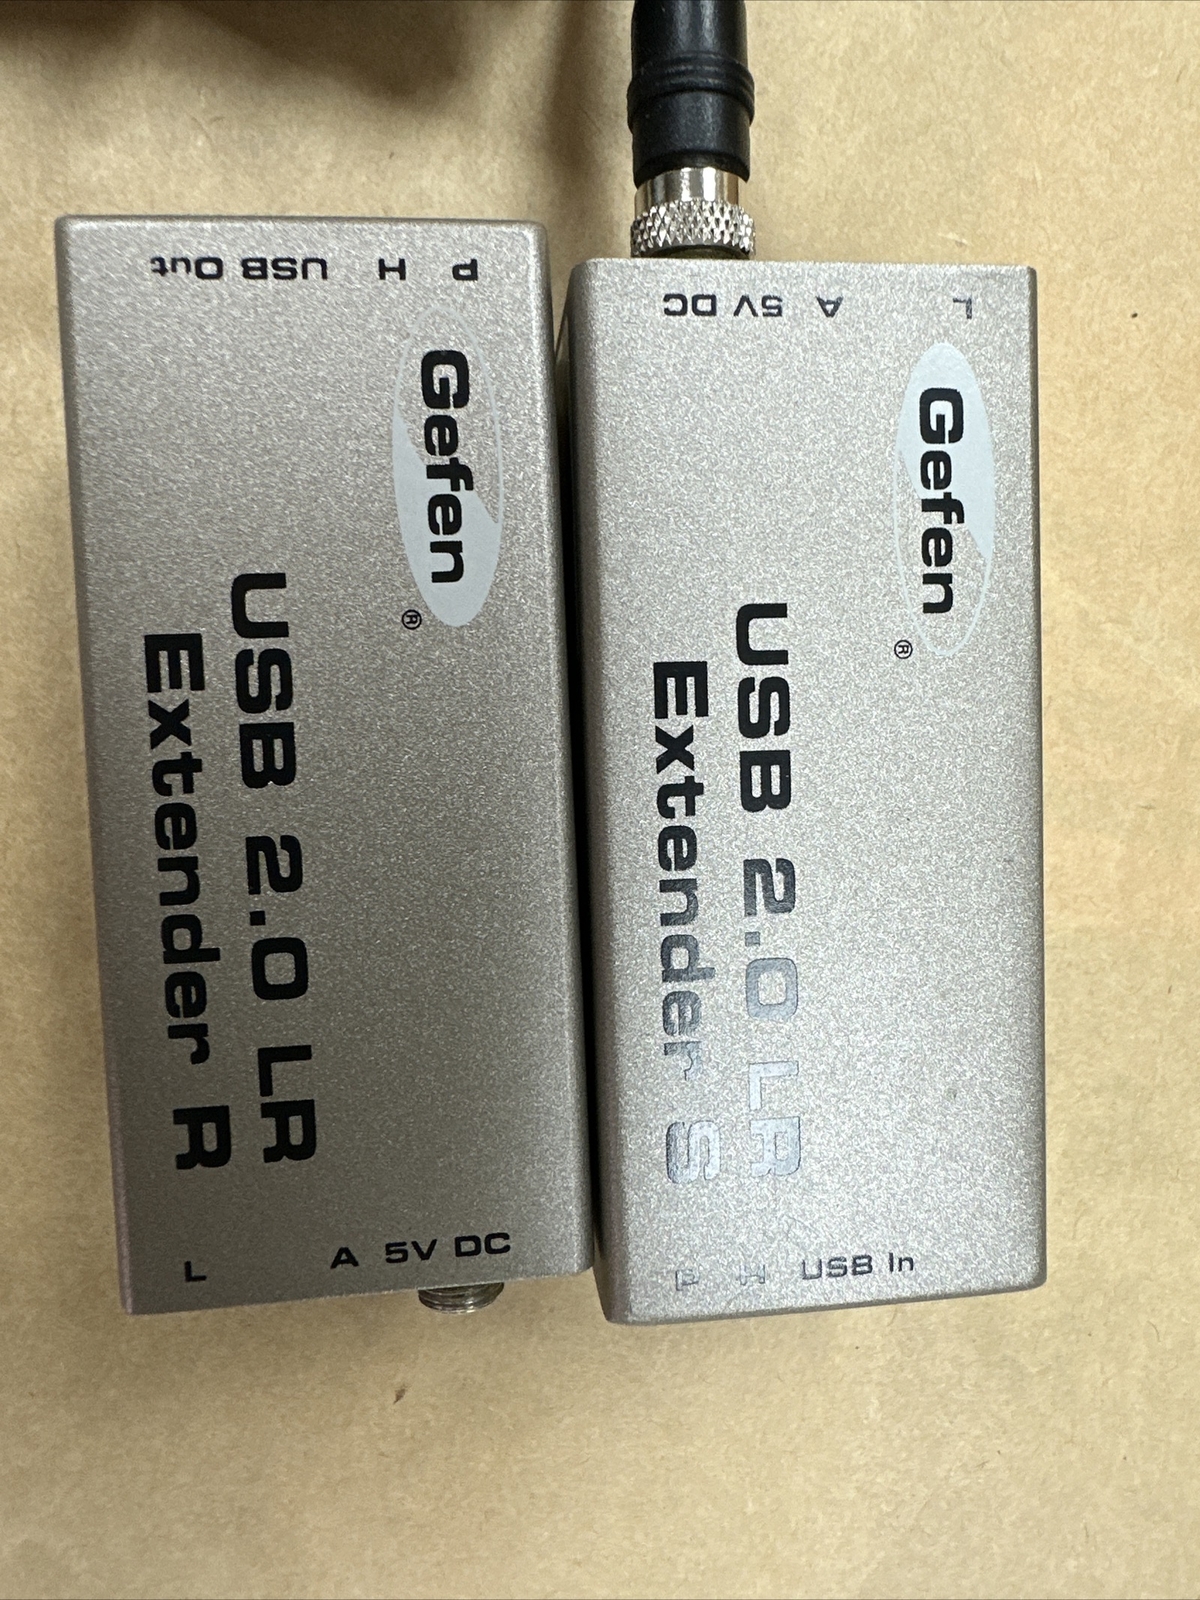 USB Out H P
Gefen
®
USB 2.0 LR
Extender R
L A 5V DC
5V DC A L
Gefen
®
USB 2.0 LR
Extender S
P H USB In